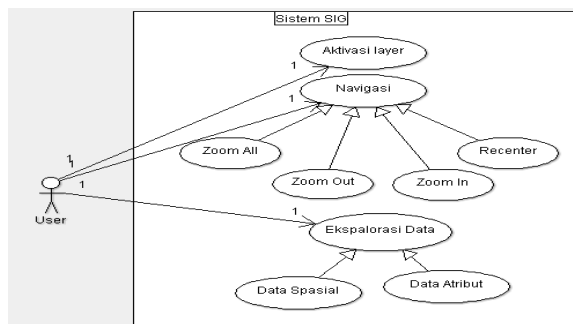 Sistem SIG
Aktivasi layer
1
1
Navigasi
Zoom All
Recenter
Zoom Out
Zoom In
1
1
1
User
1
Ekspalorasi Data
Data Spasial
Data Atribut